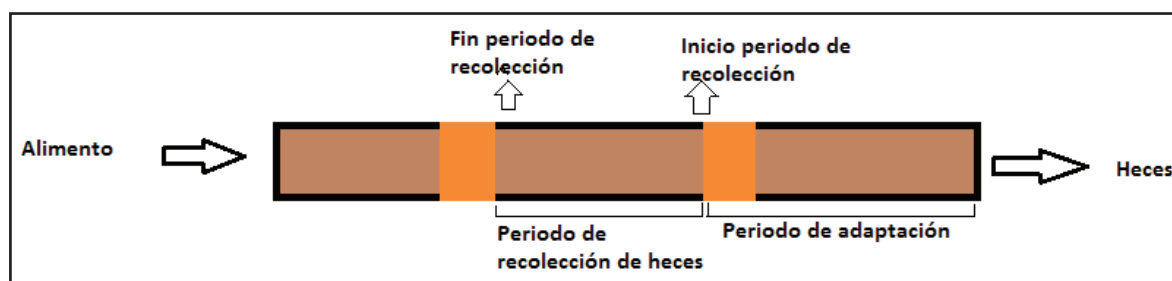 Fin periodo de
recolección
Inicio periodo de
recolección
Alimento
Heces
Periodo de
recolección de heces
Periodo de adaptación